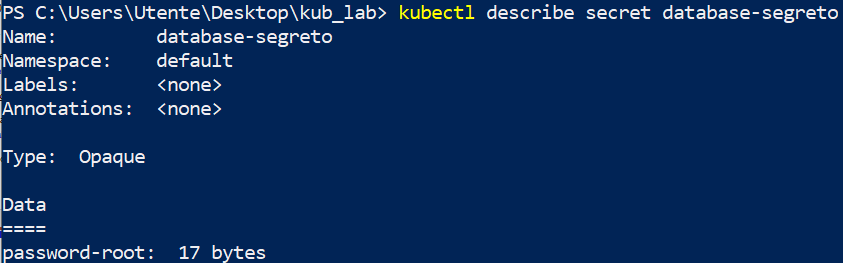 PS C:\Users\Utente\Desktop\kub_lab> kubectl describe secret database-segreto
Name:         database-segreto
Namespace:    default
Labels:       <none>
Annotations:  <none>
Type:  Opaque
Data
====
password-root:  17 bytes